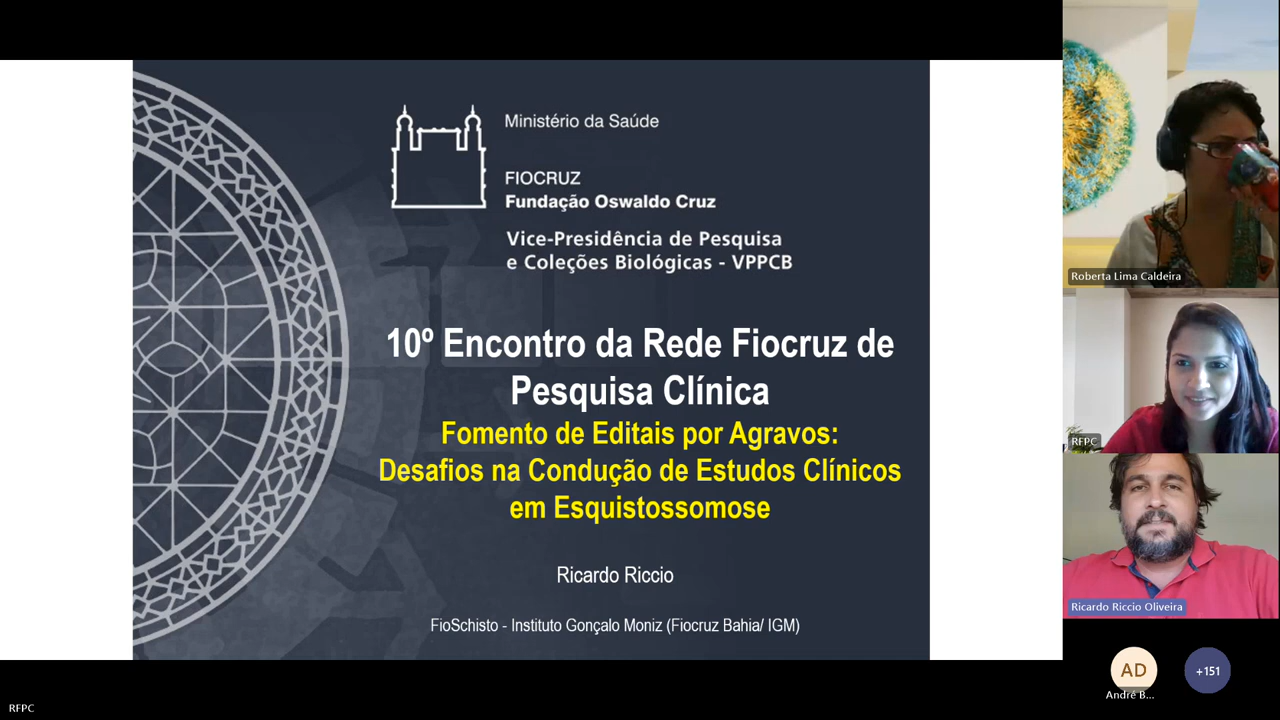 Ministério da Saúde
FIOCRUZ
Fundação Oswaldo Cruz
Vice-Presidência de Pesquisa
e Coleções Biológicas - VPPCB
10º Encontro da Rede Fiocruz de
Pesquisa Clínica
Fomento de Editais por Agravos:
Desafios na Condução de Estudos Clínicos
em Esquistossomose
Ricardo Riccio
FioSchisto - Instituto Gonçalo Moniz (Fiocruz Bahia/ IGM)
Roberta Lima Caldeira
RFPC
Ricardo Riccio Oliveira
AD
+151
André B...
RFPC